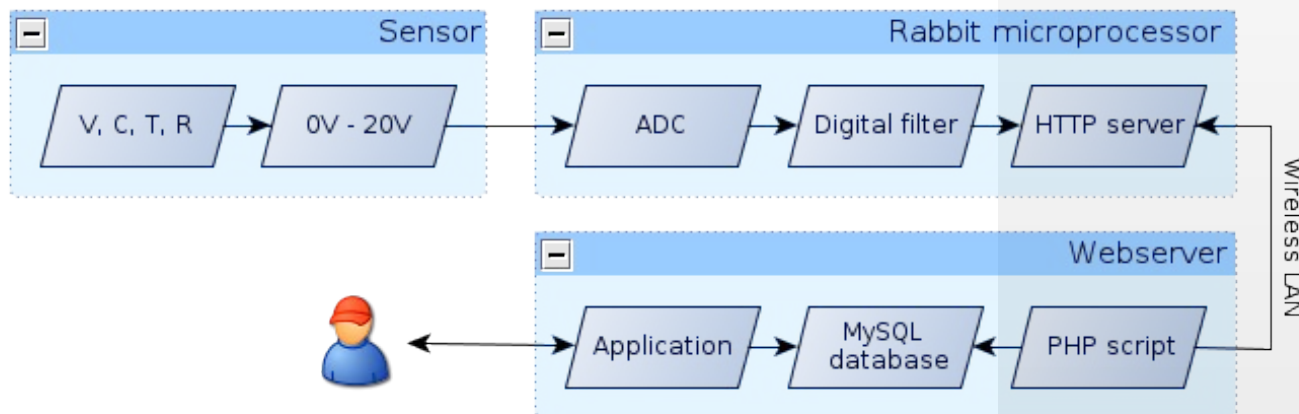 Sensor
Rabbit microprocessor
V, C, T, R
0V - 20V
ADC
Digital filter
HTTP server
Wireless LAN
Webserver
Application
MySQL
database
PHP script